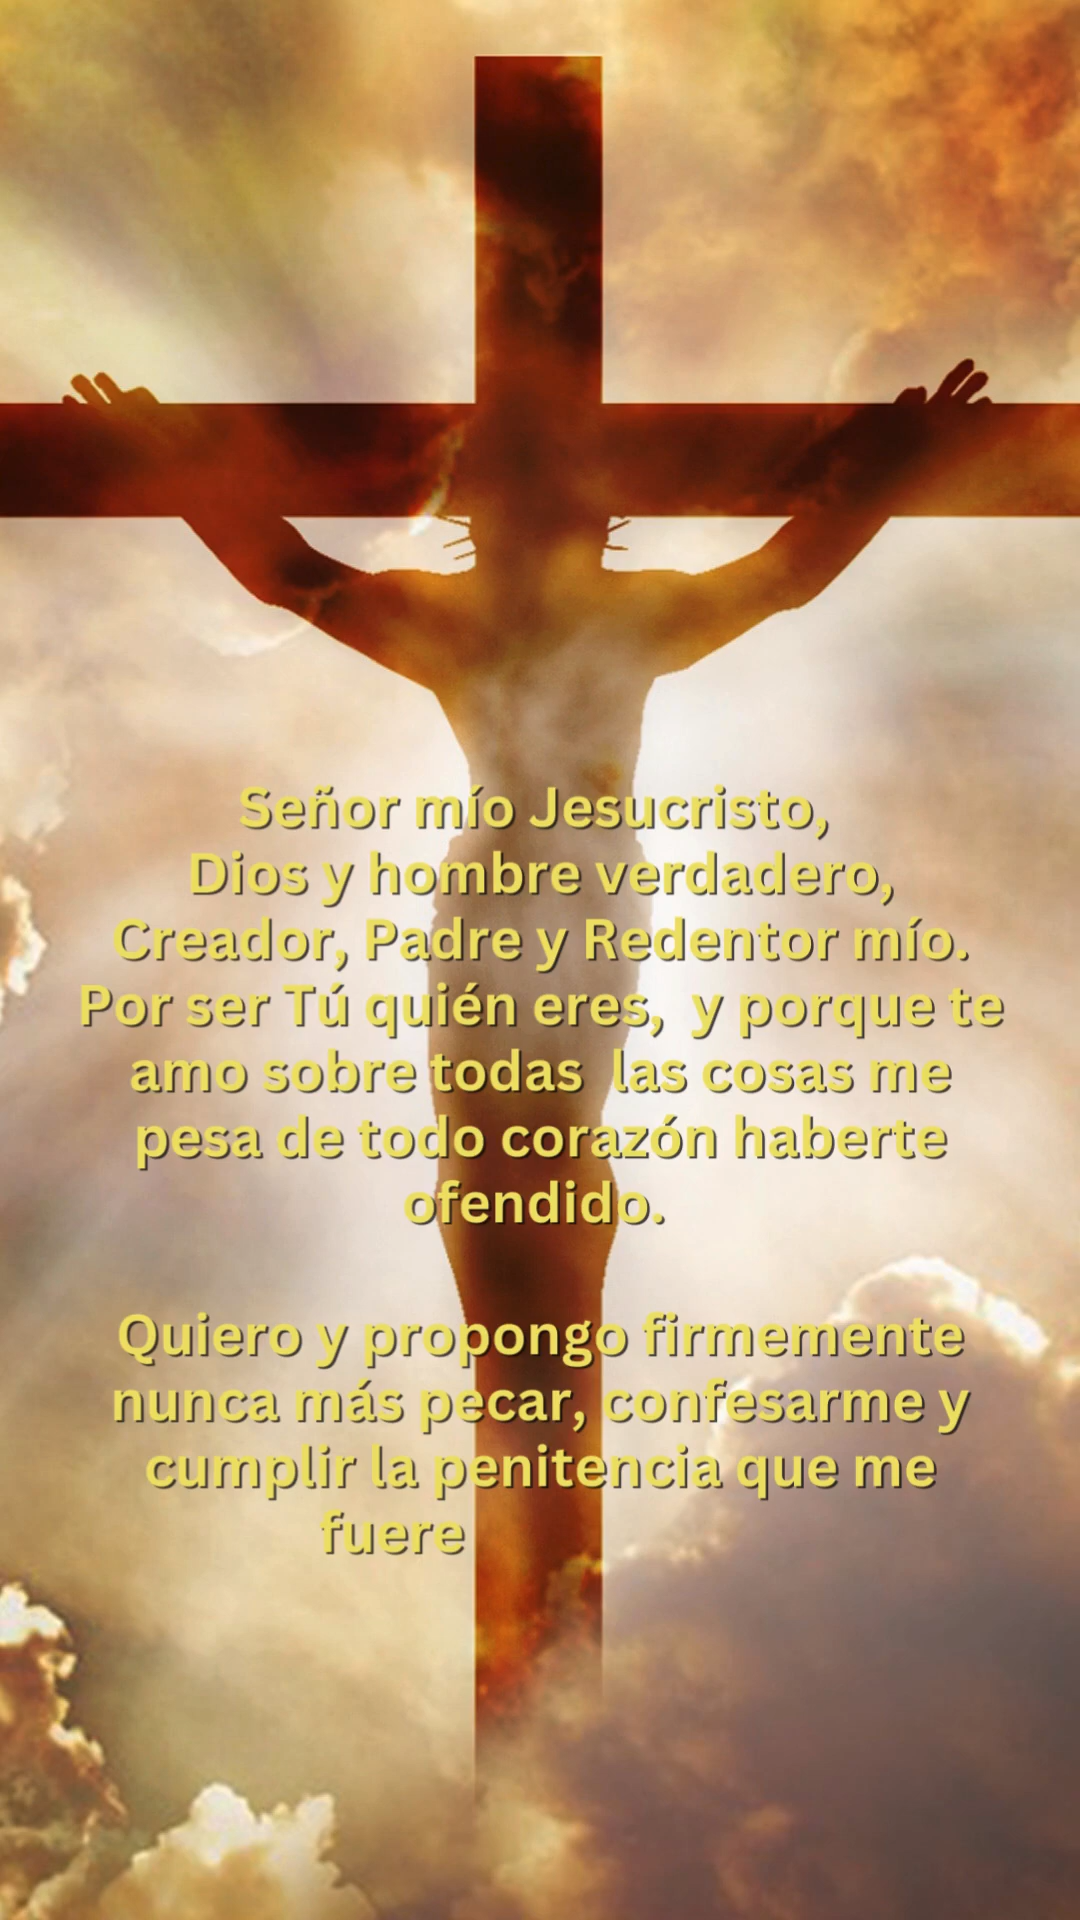 Señor mío Jesucristo,
Dios y hombre verdadero,
Creador, Padre y Redentor mío.
Por ser Tú quién eres,  y porque te
amo sobre todas  las cosas me
pesa de todo corazón haberte
ofendido.
Quiero y propongo firmemente
nunca más pecar, confesarme y
cumplir la penitencia que me
fuere